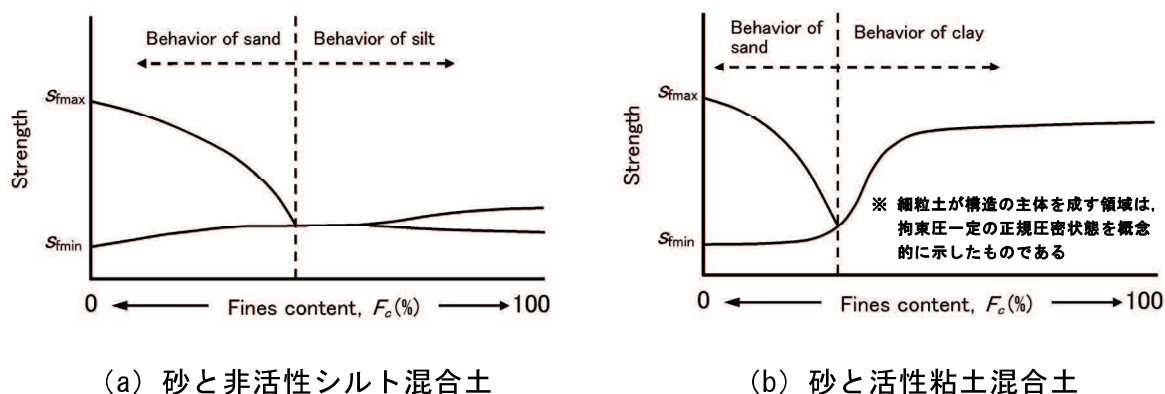 Behavior of sand
Behavior of silt
Sfmax
Strength
Sfmin
0
Fines content, Fc(%)
100
(a) 砂と非活性シルト混合土
Behavior of
sand
Behavior of clay
Sfmax
Strength
※ 細粒土が構造の主体を成す領域は,
拘束圧一定の正規圧密状態を概念
的に示したものである
Sfmin
0
Fines content, Fc(%)
100
(b) 砂と活性粘土混合土